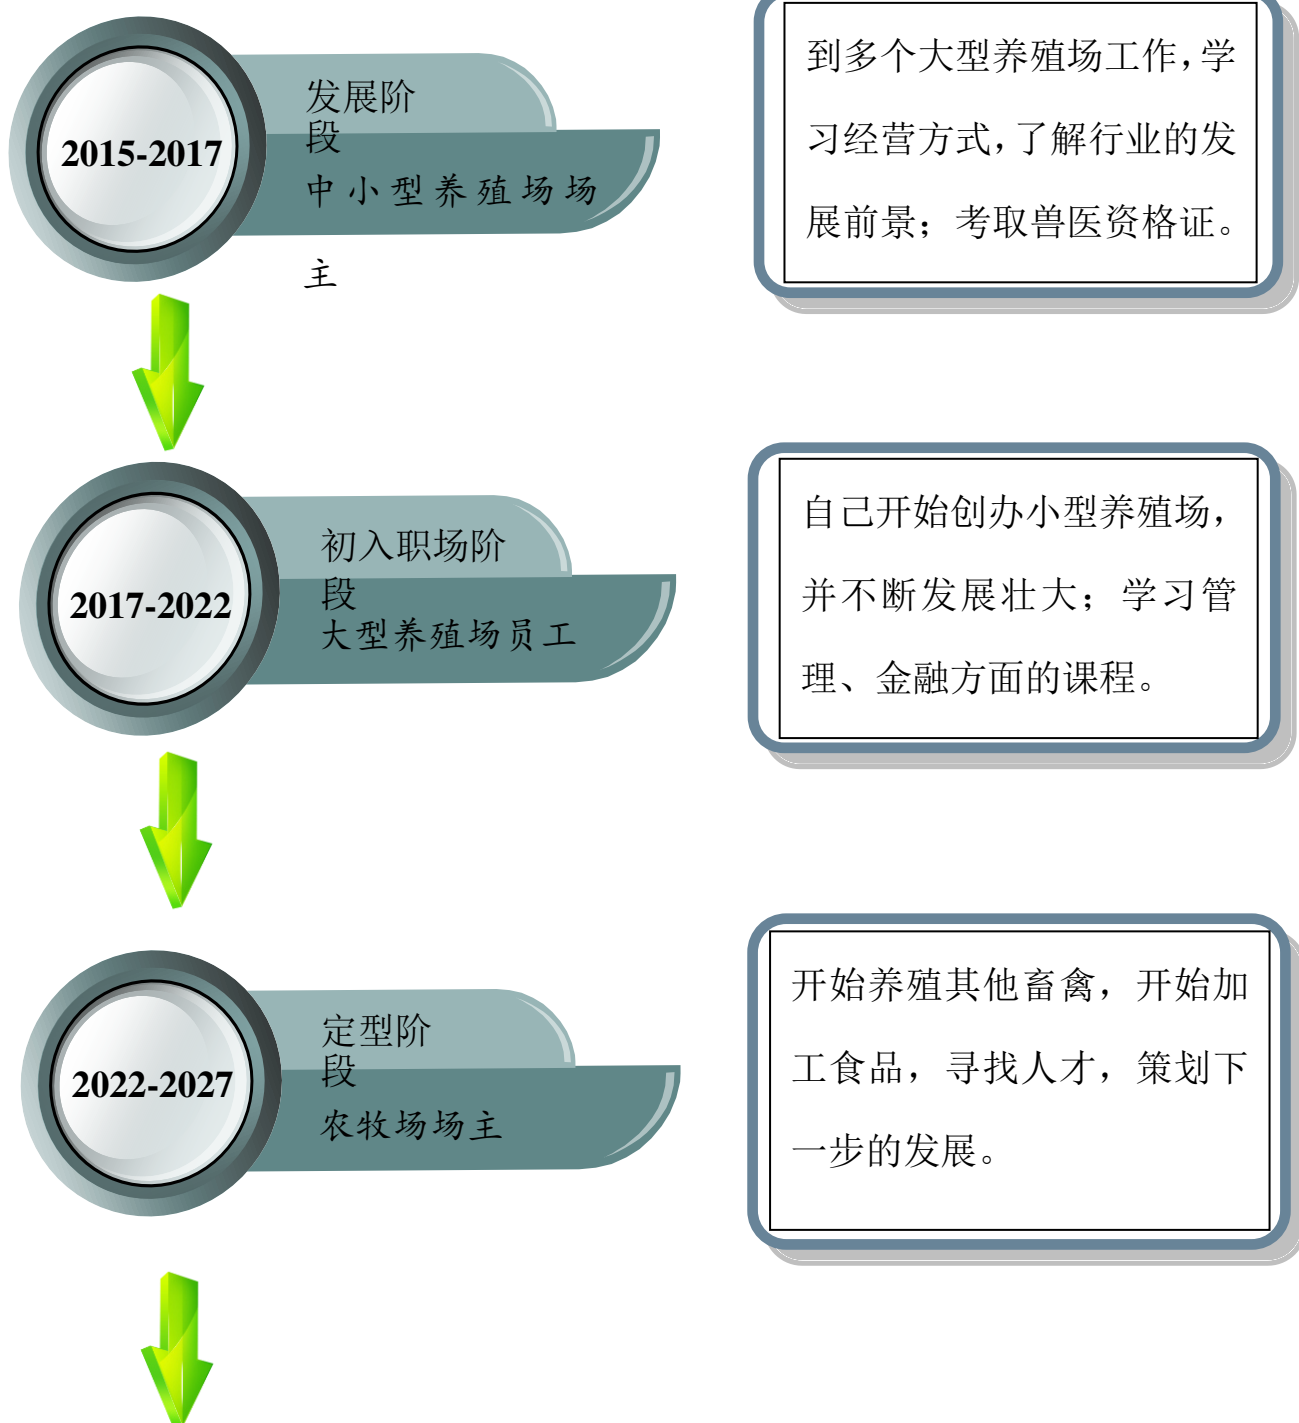 2015-2017
发展阶
段
中小型养殖场场
主
到多个大型养殖场工作，学
习经营方式，了解行业的发
展前景；考取兽医资格证。
2017-2022
初入职场阶
段
大型养殖场员工
自己开始创办小型养殖场，
并不断发展壮大；学习管
理、金融方面的课程。
2022-2027
定型阶
段
农牧场场主
开始养殖其他畜禽，开始加
工食品，寻找人才，策划下
一步的发展。